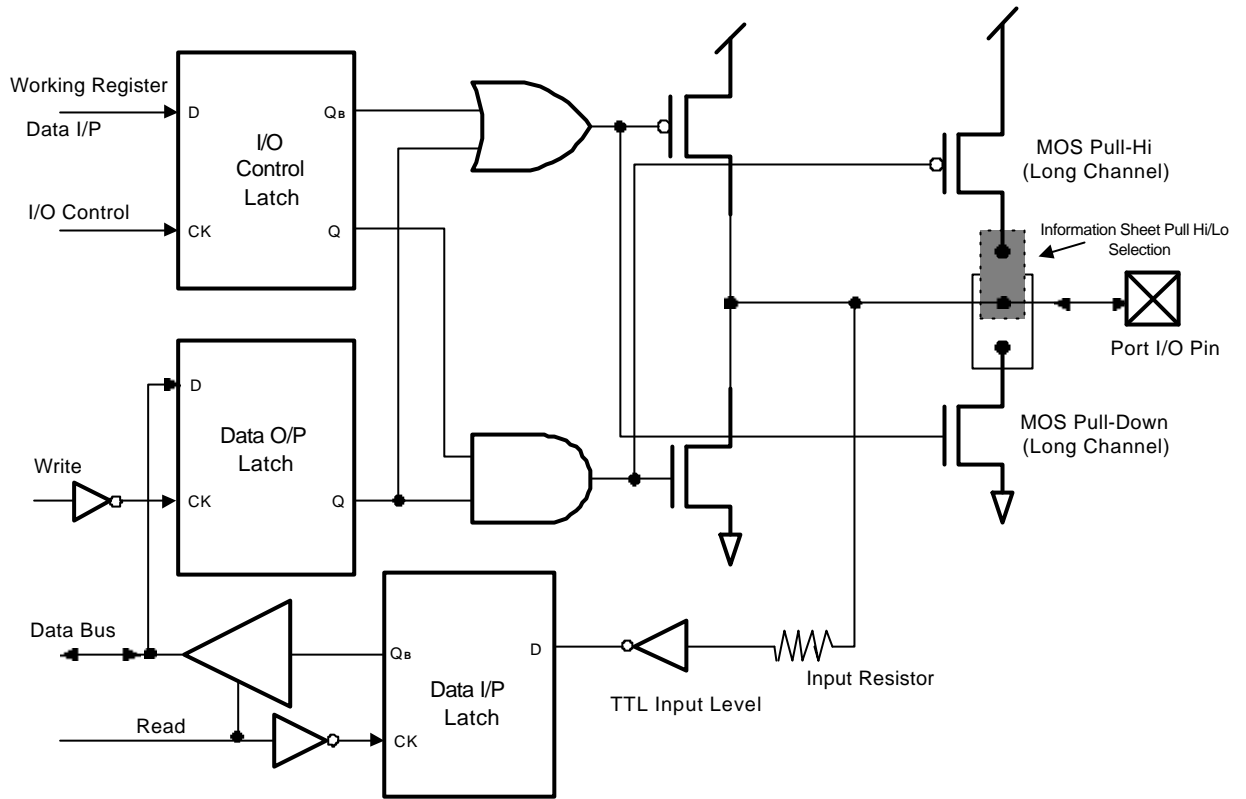 Working Register
Data I/P
I/O Control
D
CK
QB
Q
I/O
Control
Latch
MOS Pull-Hi
(Long Channel)
Information Sheet Pull Hi/Lo
Selection
Port I/O Pin
MOS Pull-Down
(Long Channel)
D
CK
Q
Data O/P
Latch
Write
Data Bus
Read
QB
D
CK
Data I/P
Latch
TTL Input Level
Input Resistor